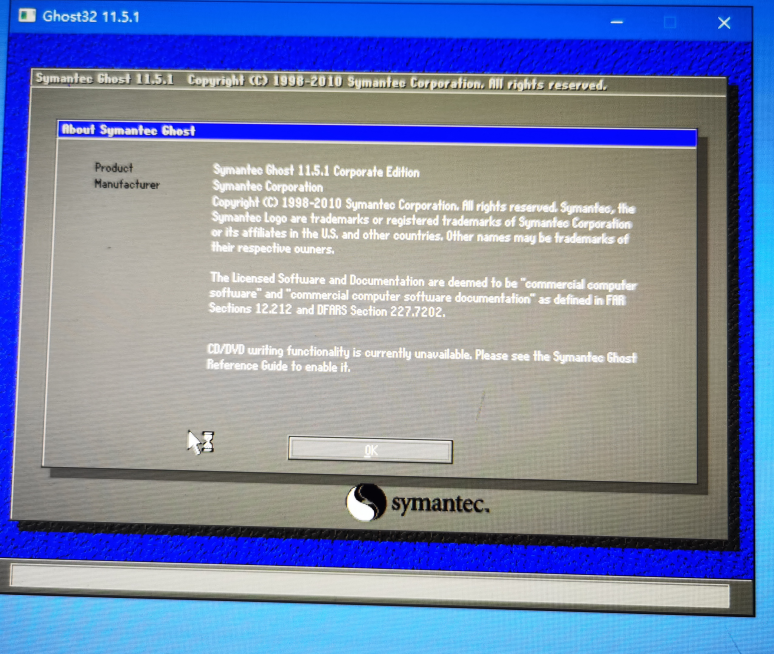 Ghost32 11.5.1
Symantec Ghost 11.5.1 Copyright (C) 1998-2010 Symantec Corporation. All rights reserved.
About Symantec Ghost
Product Symantec Ghost 11.5.1 Corporate Edition
Manufacturer Symantec Corporation
Copyright (C) 1998-2010 Symantec Corporation. All rights reserved. Symantec, the
Symantec Logo are trademarks or registered trademarks of Symantec Corporation
or its affiliates in the U.S. and other countries. Other names may be trademarks of
their respective owners.
The Licensed Software and Documentation are deemed to be "commercial computer
software" and "commercial computer software documentation" as defined in FAR
Sections 12.212 and DFARS Section 227.7202.
CD/DVD writing functionality is currently unavailable. Please see the Symantec Ghost
Reference Guide to enable it.
OK
symantec.